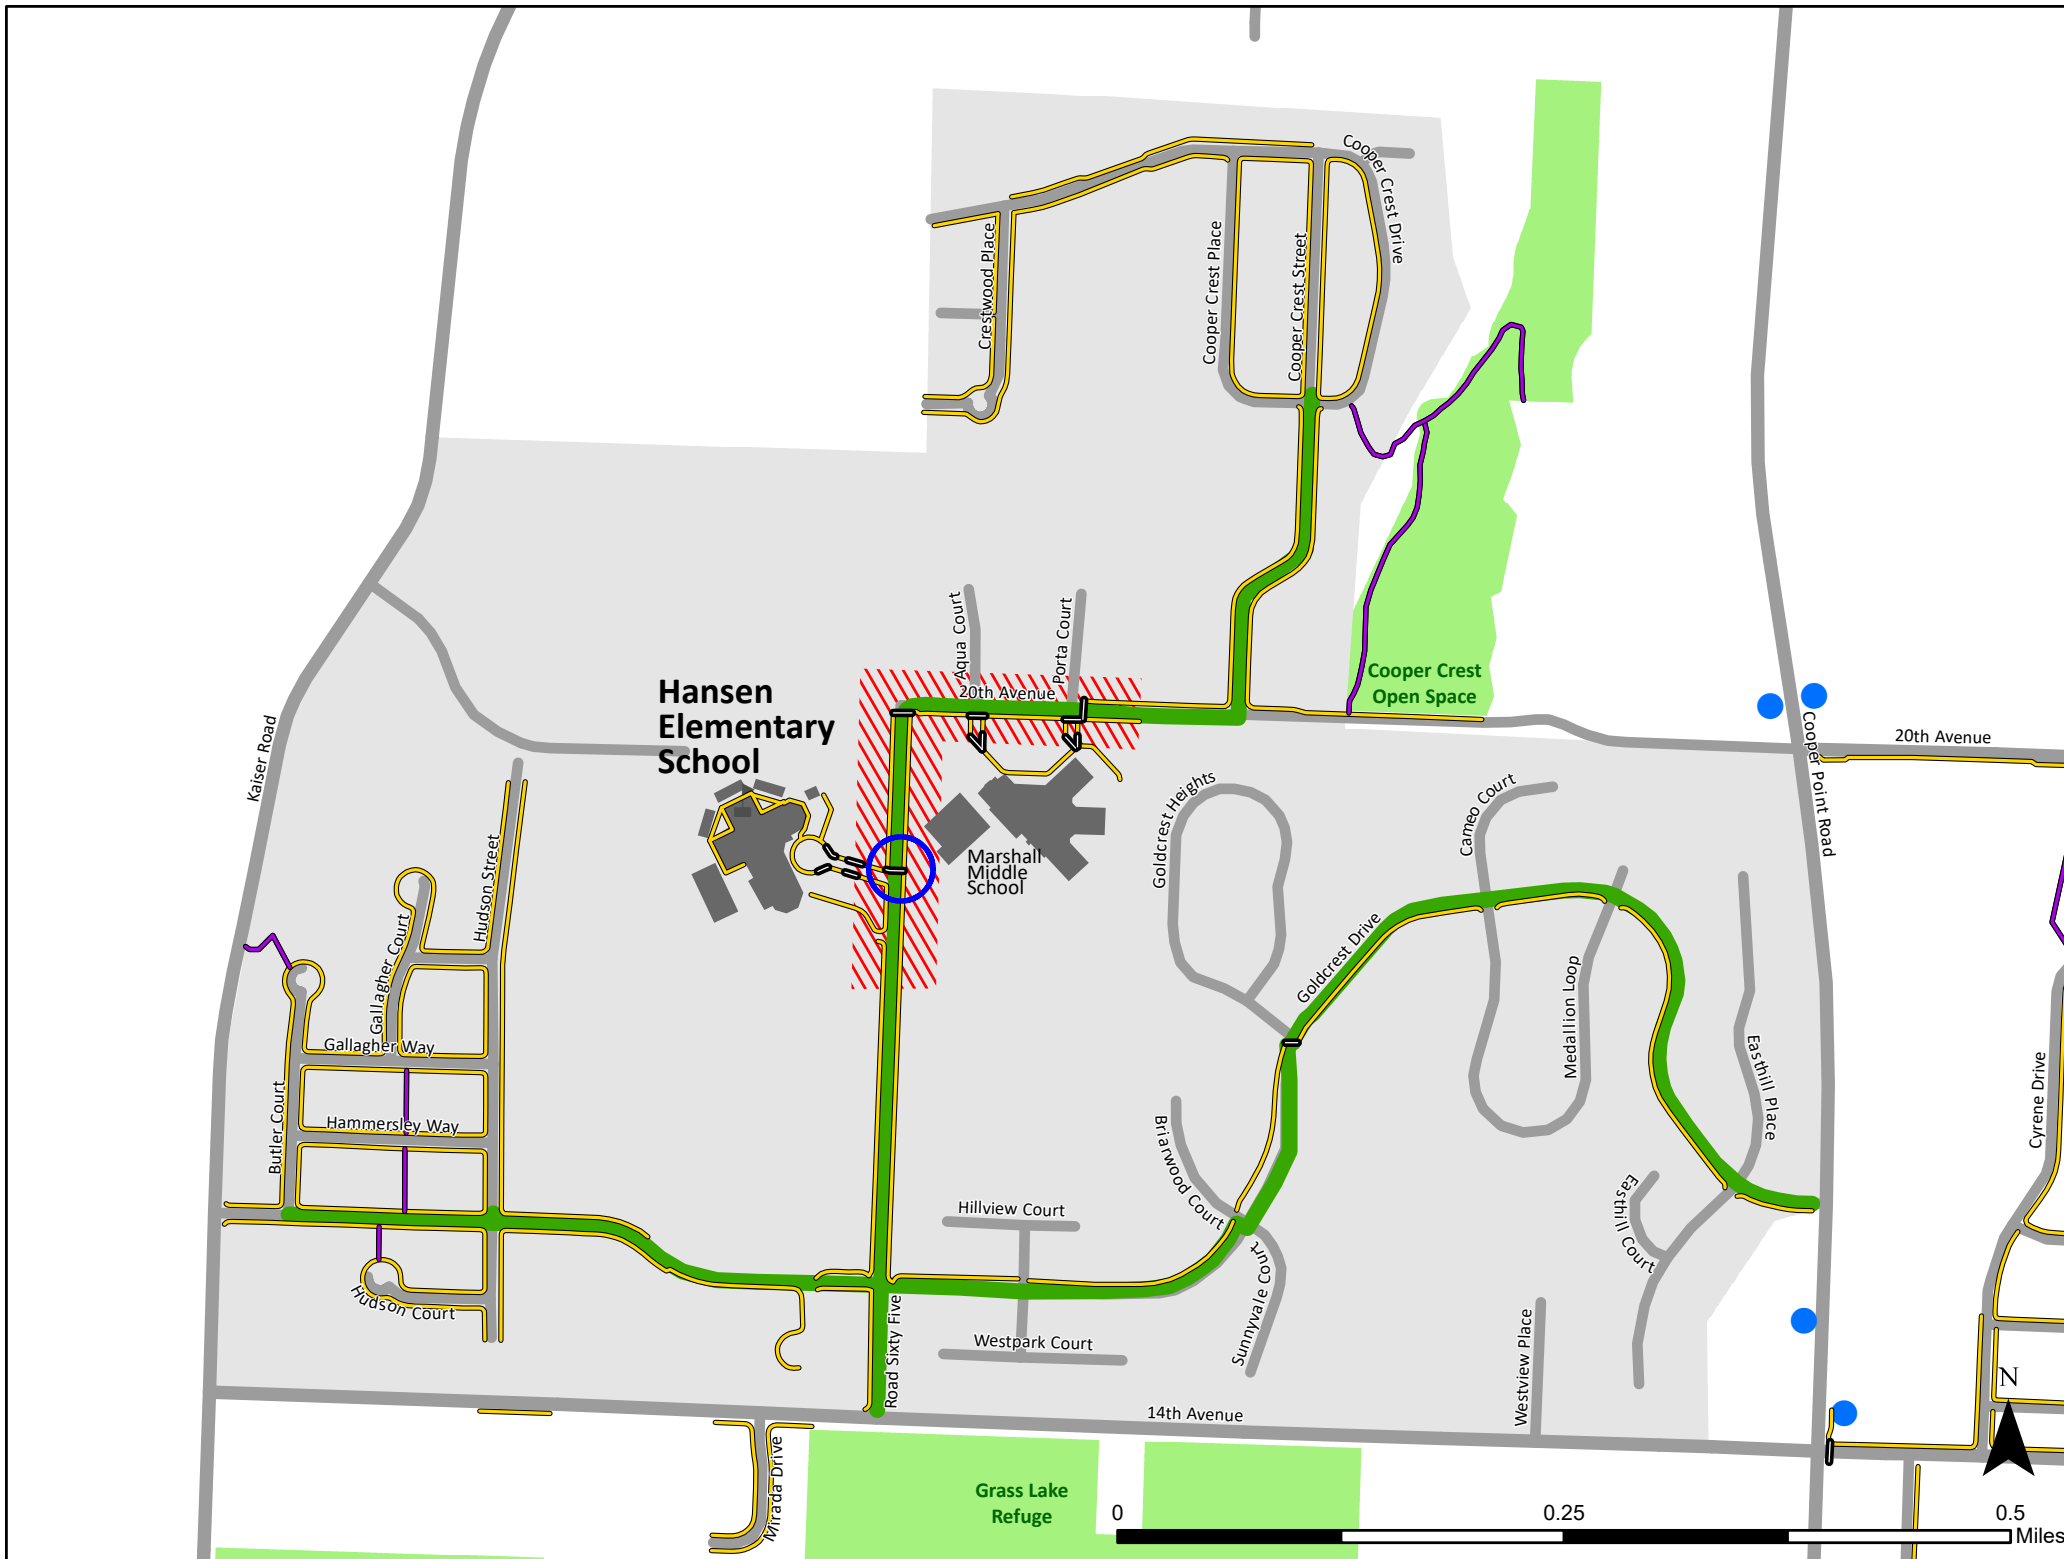 Cooper Crest Drive
Crestwood Place
Cooper Crest Place
Cooper Crest Street
Aqua Court
Porta Court
Cooper Crest
Open Space
Hansen
Elementary
School
20th Avenue
Kaiser Road
Cooper Point Road
20th Avenue
Goldcrest Heights
Cameo Court
Marshall
Middle
School
Hudson Street
Gallagher Court
Goldcrest Drive
Medallion Loop
Easthill Place
Gallagher Way
Cyrene Drive
Butler Court
Hammersley Way
Briarwood Court
Hillview Court
Easthill Court
Sunnyvale Court
Hudson Court
Road Sixty Five
Westpark Court
Westview Place
N
14th Avenue
Mirada Drive
Grass Lake
Refuge
0 0.25 0.5
Miles